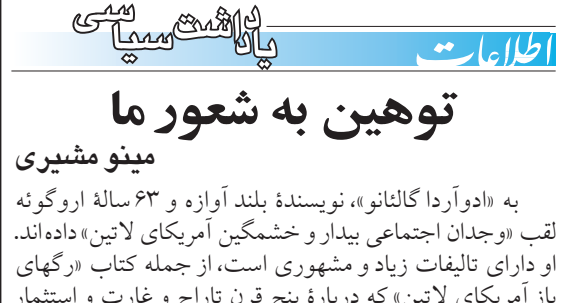 یادداشت سیاسی
اطلاعات
توهین به شعور ما
مینو مشیری
به «ادوآردا گالئانو»، نویسندهٔ بلند آوازه و ۶۳ سالهٔ اروگوئه
لقب «وجدان اجتماعی بیدار و خشمگین آمریکای لاتین» داده‌اند.
او دارای تالیفات زیاد و مشهوری است، از جمله کتاب «رگهای
باز آمریکای لاتین» که دربارهٔ پنج قرن تاراج و غارت و استثمار